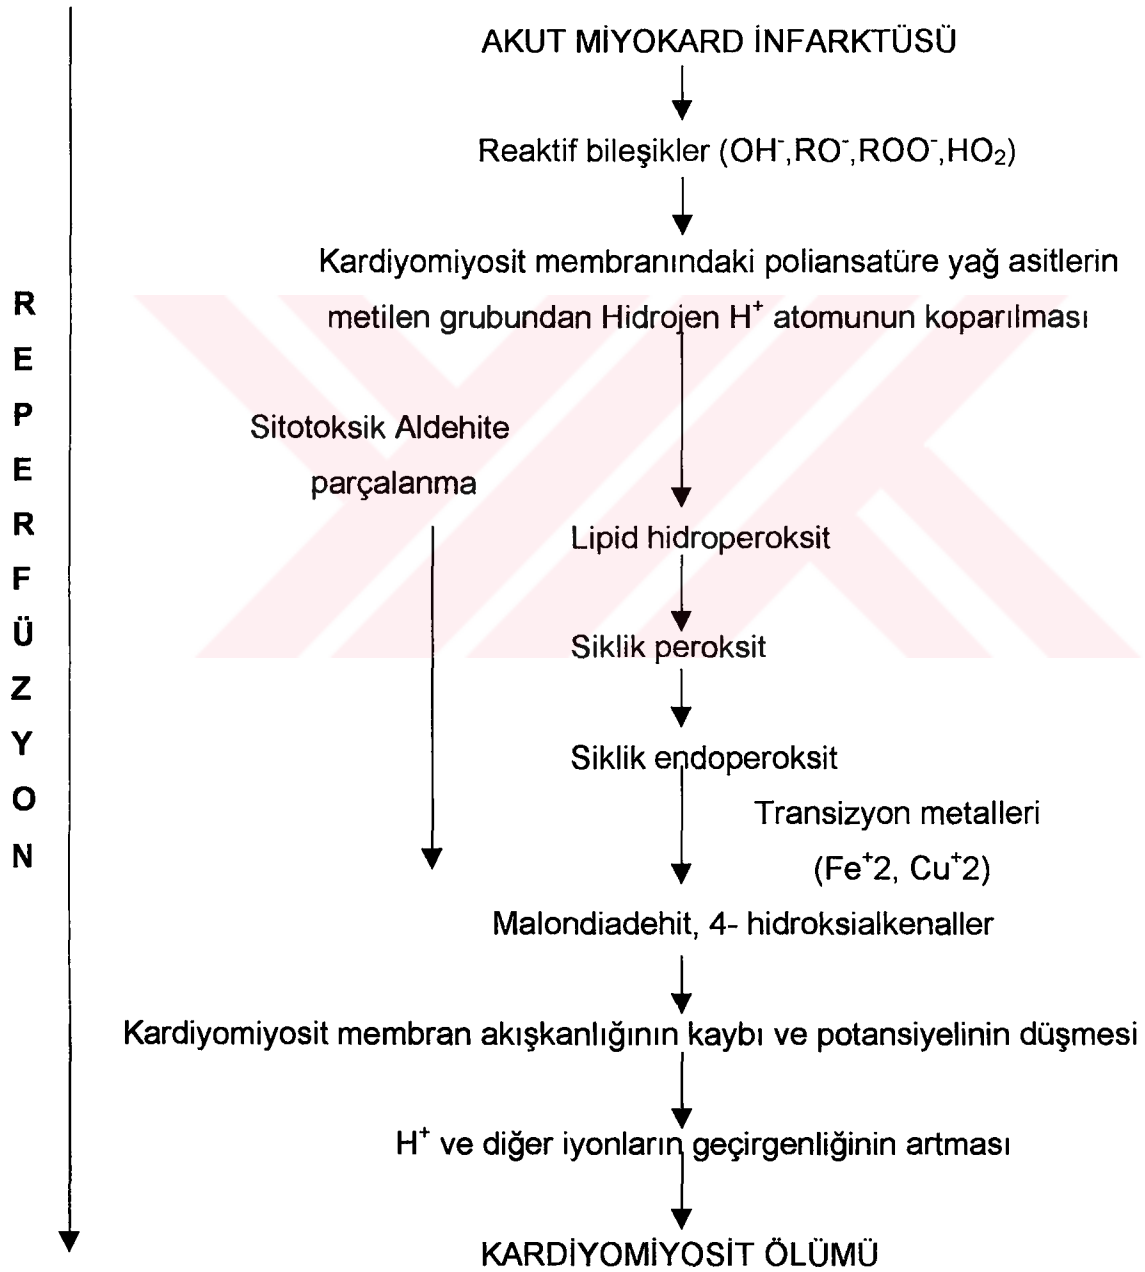 AKUT MİYOKARD İNFARKTÜSÜ
Reaktif bileşikler (OH⁻,RO⁻,ROO⁻,HO₂)
Kardiyomiyosit membranındaki poliansatüre yağ asitlerin
metilen grubundan Hidrojen H⁺ atomunun koparılması
REPERFÜZYON
Sitotoksik Aldehite
parçalanma
Lipid hidroperoksit
Siklik peroksit
Siklik endoperoksit
Transizyon metalleri
(Fe⁺2, Cu⁺2)
Malondiadehit, 4- hidroksialkenaller
Kardiyomiyosit membran akışkanlığının kaybı ve potansiyelinin düşmesi
H⁺ ve diğer iyonların geçirgenliğinin artması
KARDİYOMİYOSİT ÖLÜMÜ